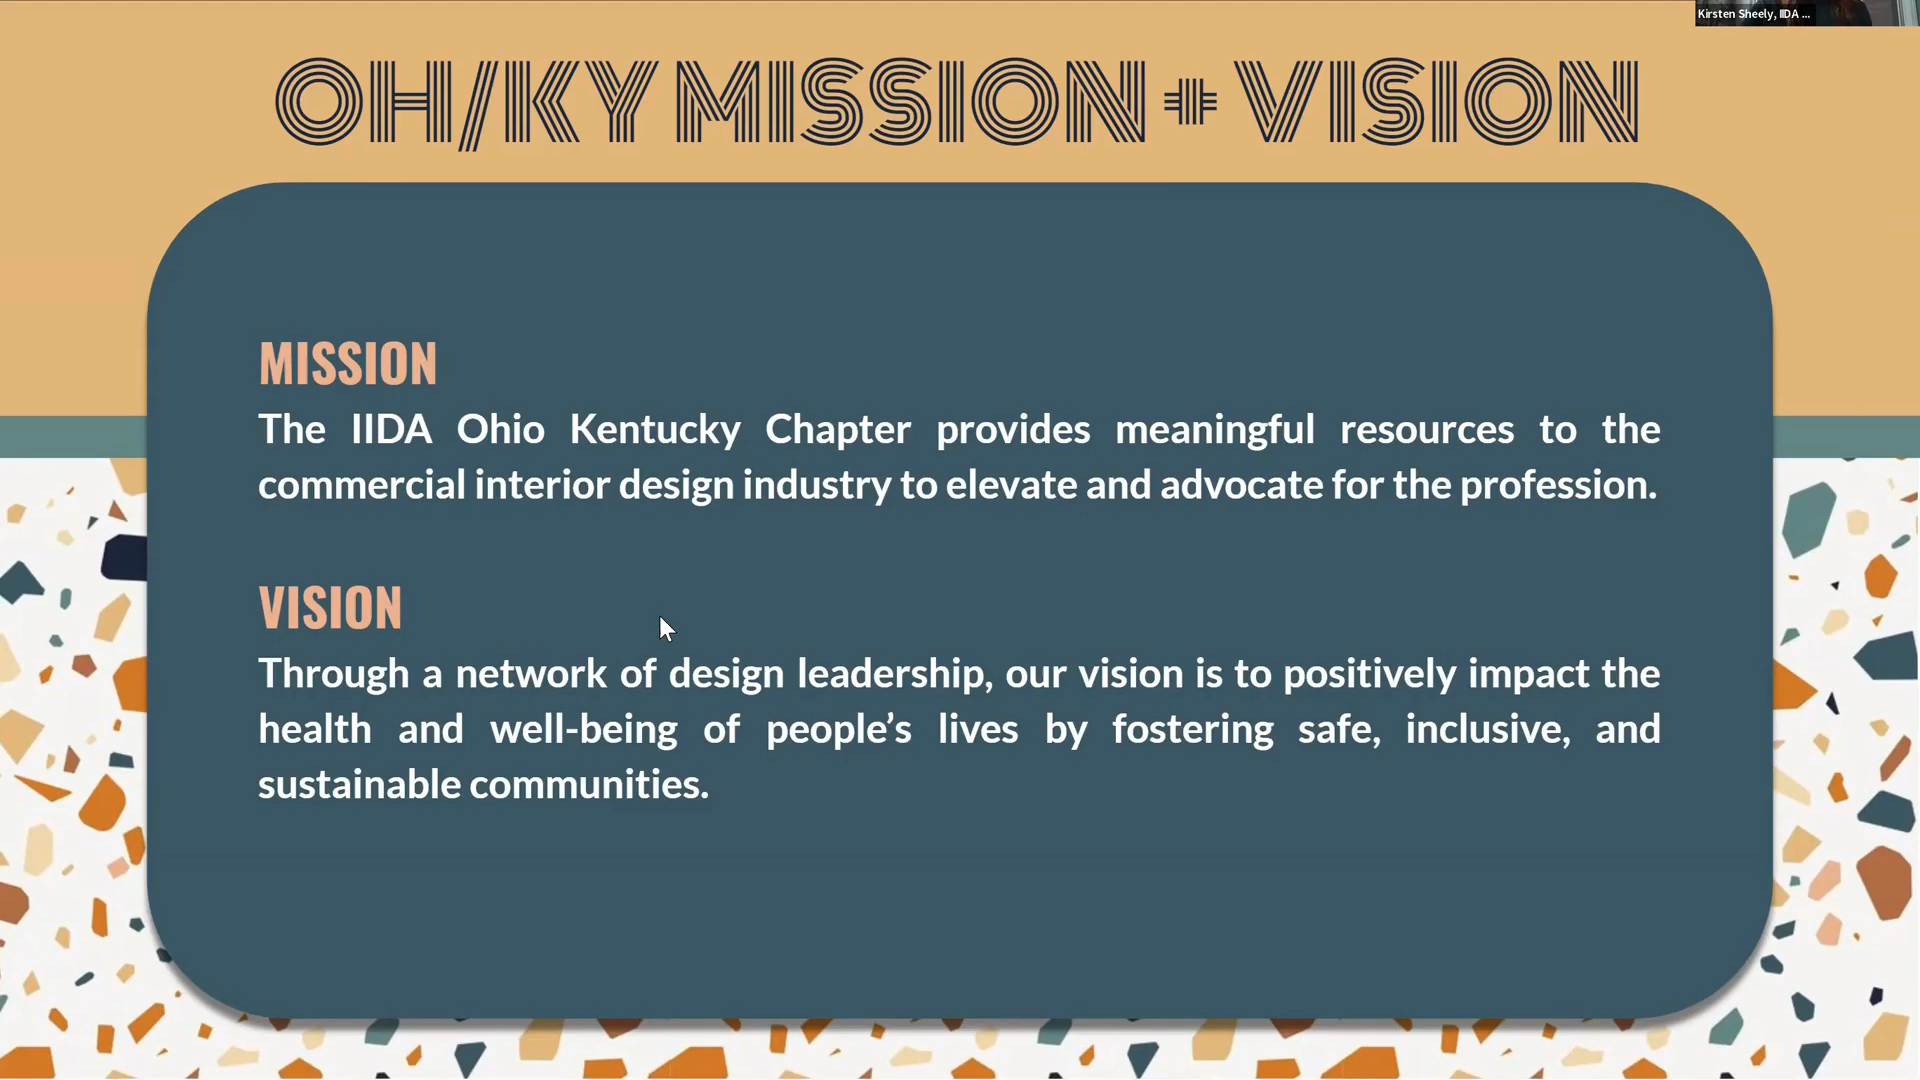 Kirsten Sheely, IIDA ...
OH/KY MISSION + VISION
MISSION
The IIDA Ohio Kentucky Chapter provides meaningful resources to the
commercial interior design industry to elevate and advocate for the profession.
VISION
Through a network of design leadership, our vision is to positively impact the
health and well-being of people’s lives by fostering safe, inclusive, and
sustainable communities.